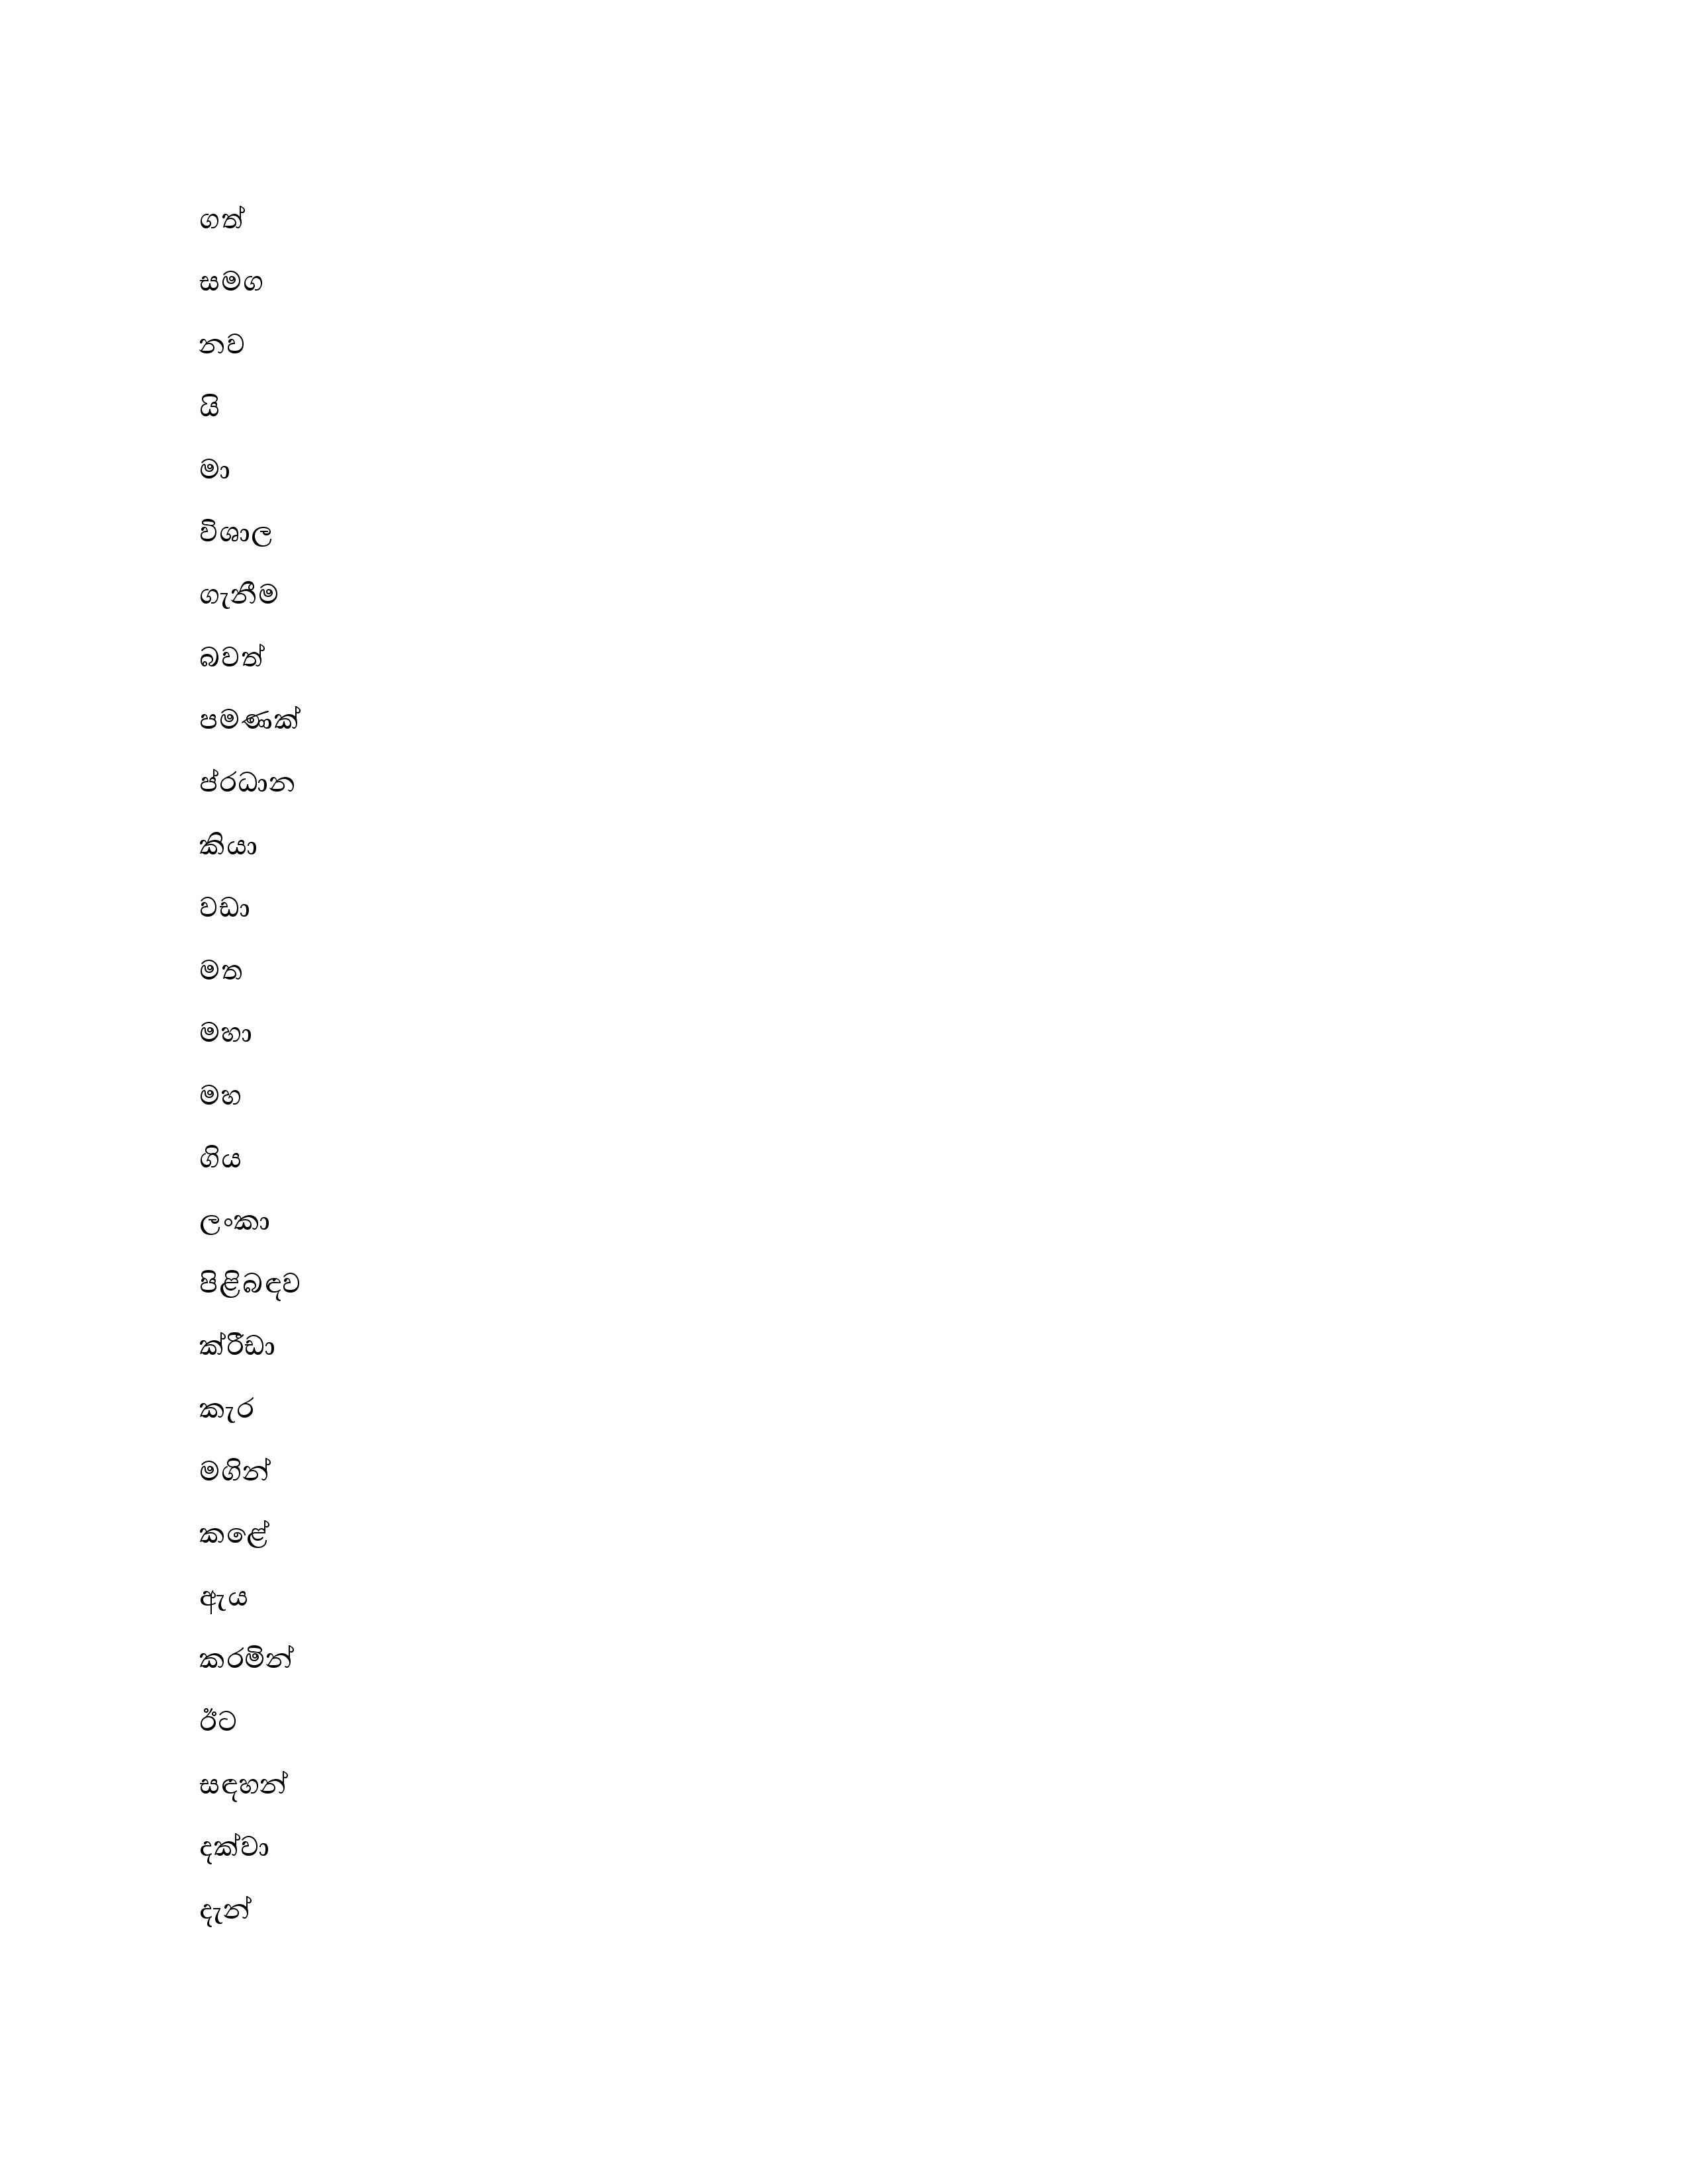 ගත්
සමග
නව
යි
මා
විශාල
ගැනීම
බවත්
පමණක්
ප්රධාන
කියා
වඩා
මත
මහා
මහ
ගිය
ලංකා
පිළිබඳව
ක්රීඩා
කැර
මගින්
කළේ
ඇය
කරමින්
ඊට
සඳහන්
දක්වා
දැන්